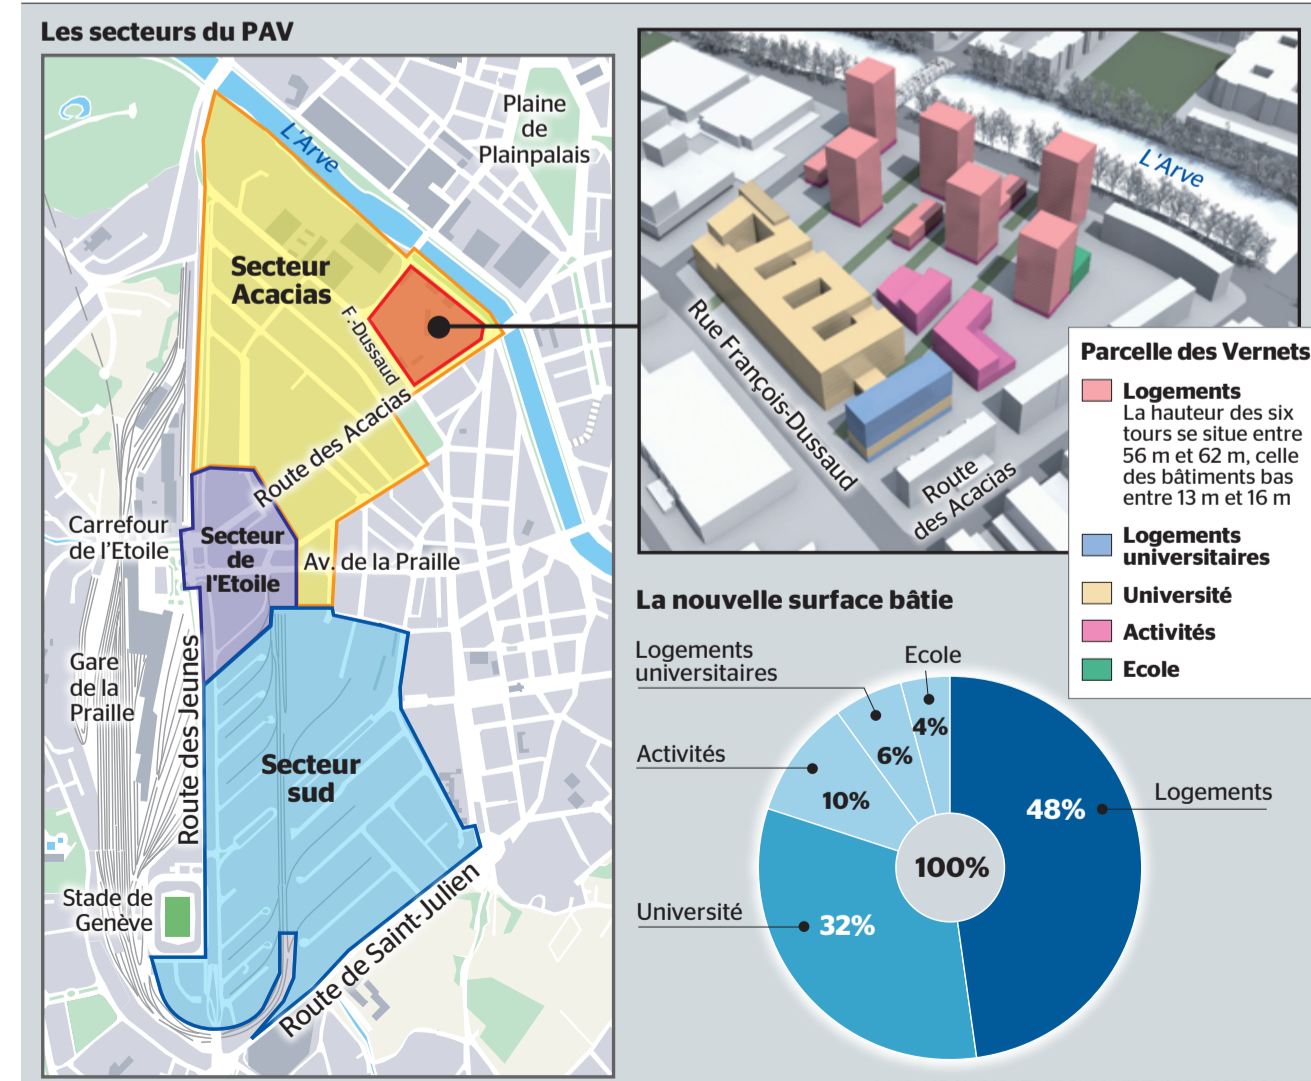 Les secteurs du PAV
L'Arve
Plaine
de
Plainpalais
Secteur
Acacias
F.-Dussaud
Route des Acacias
Carrefour
de l'Etoile
Secteur
de
l'Etoile
Av. de la Praille
Gare
de la
Praille
Route des Jeunes
Secteur
sud
Stade de
Genève
Route de Saint-Julien
L'Arve
Rue François-Dussaud
Route
des Acacias
Parcelle des Vernets
Logements
La hauteur des six
tours se situe entre
56 m et 62 m, celle
des bâtiments bas
entre 13 m et 16 m
Logements
universitaires
Université
Activités
Ecole
La nouvelle surface bâtie
Logements
universitaires
Ecole
4%
6%
Activités
10%
48%
Logements
100%
Université
32%